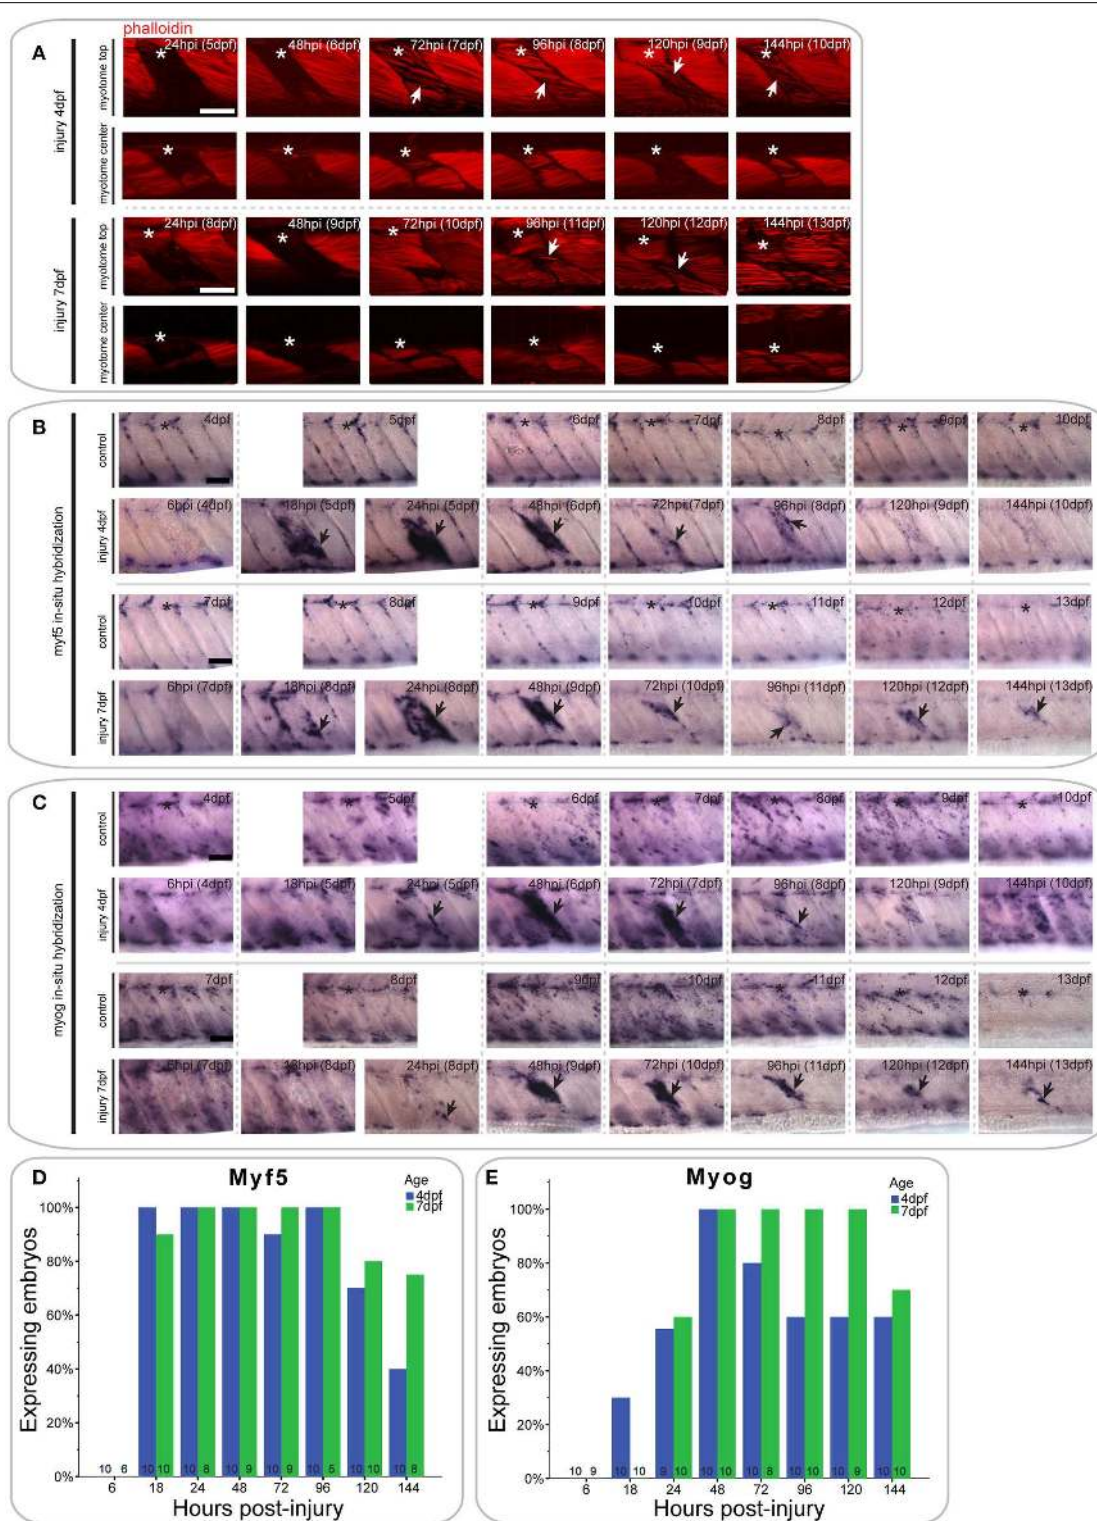 phalloidin
A
24hpi (5dpf) 48hpi (6dpf) 72hpi (7dpf) 96hpi (8dpf) 120hpi (9dpf) 144hpi (10dpf)
injury 4dpf
myotome top
myotome center
24hpi (8dpf) 48hpi (9dpf) 72hpi (10dpf) 96hpi (11dpf) 120hpi (12dpf) 144hpi (13dpf)
injury 7dpf
myotome top
myotome center
B
myf5 in-situ hybridization
control
4dpf 5dpf 6dpf 7dpf 8dpf 9dpf 10dpf
injury 4dpf
6hpi (4dpf) 18hpi (5dpf) 24hpi (5dpf) 48hpi (6dpf) 72hpi (7dpf) 96hpi (8dpf) 120hpi (9dpf) 144hpi (10dpf)
control
7dpf 8dpf 9dpf 10dpf 11dpf 12dpf 13dpf
injury 7dpf
6hpi (7dpf) 18hpi (8dpf) 24hpi (8dpf) 48hpi (9dpf) 72hpi (10dpf) 96hpi (11dpf) 120hpi (12dpf) 144hpi (13dpf)
C
myog in-situ hybridization
control
4dpf 5dpf 6dpf 7dpf 8dpf 9dpf 10dpf
injury 4dpf
6hpi (4dpf) 18hpi (5dpf) 24hpi (5dpf) 48hpi (6dpf) 72hpi (7dpf) 96hpi (8dpf) 120hpi (9dpf) 144hpi (10dpf)
control
7dpf 8dpf 9dpf 10dpf 11dpf 12dpf 13dpf
injury 7dpf
6hpi (7dpf) 18hpi (8dpf) 24hpi (8dpf) 48hpi (9dpf) 72hpi (10dpf) 96hpi (11dpf) 120hpi (12dpf) 144hpi (13dpf)
D
Myf5
Age
4dpf
7dpf
Expressing embryos
100%
80%
60%
40%
20%
0%
10 6 10 10 10 8 10 9 10 9 10 5 10 10 10 8
6 18 24 48 72 96 120 144
Hours post-injury
E
Myog
Age
4dpf
7dpf
Expressing embryos
100%
80%
60%
40%
20%
0%
10 9 10 10 9 10 10 10 10 8 10 10 10 9 10 10
6 18 24 48 72 96 120 144
Hours post-injury